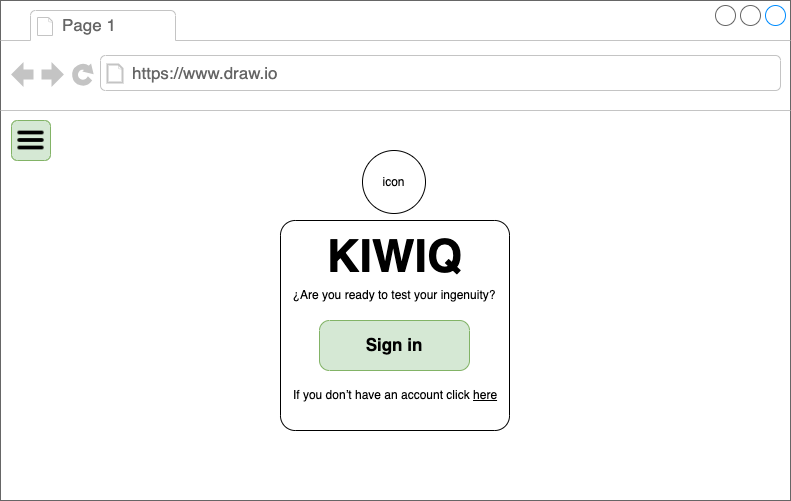 Page 1
https://www.draw.io
icon
KIWIQ
¿Are you ready to test your ingenuity?
Sign in
If you don't have an account click here